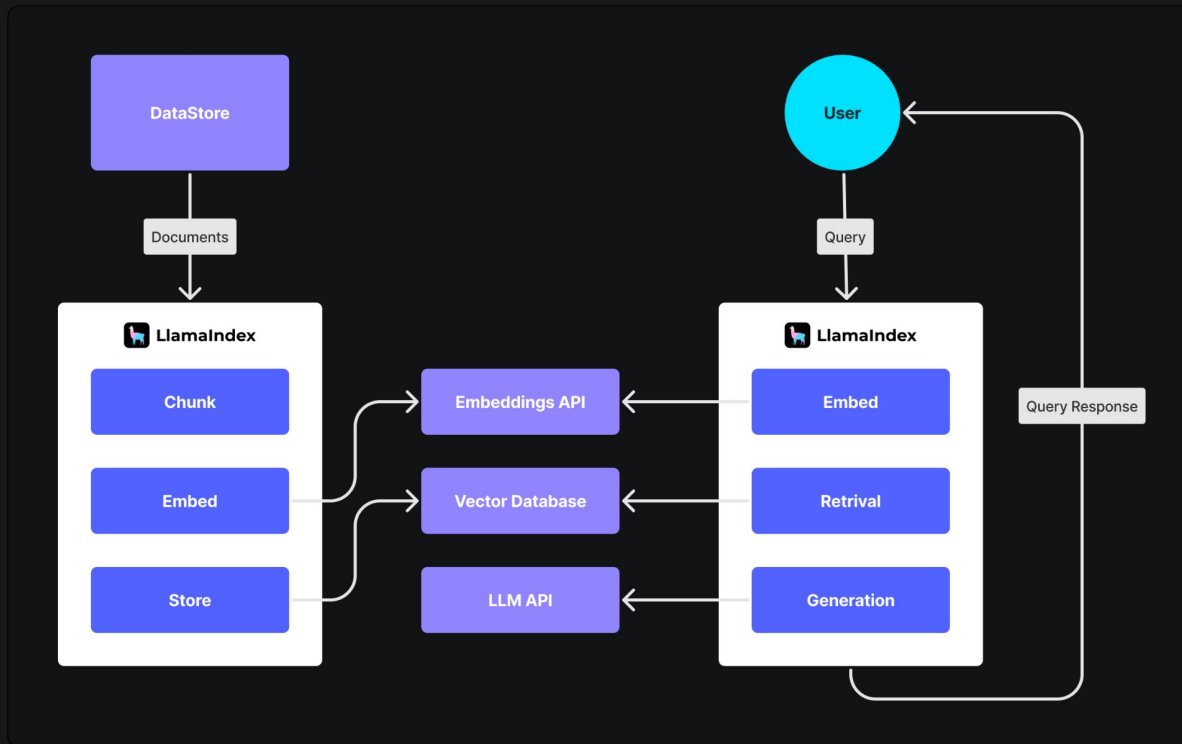 DataStore
User
Documents
Query
LlamaIndex
LlamaIndex
Chunk
Embeddings API
Embed
Query Response
Embed
Vector Database
Retrival
Store
LLM API
Generation